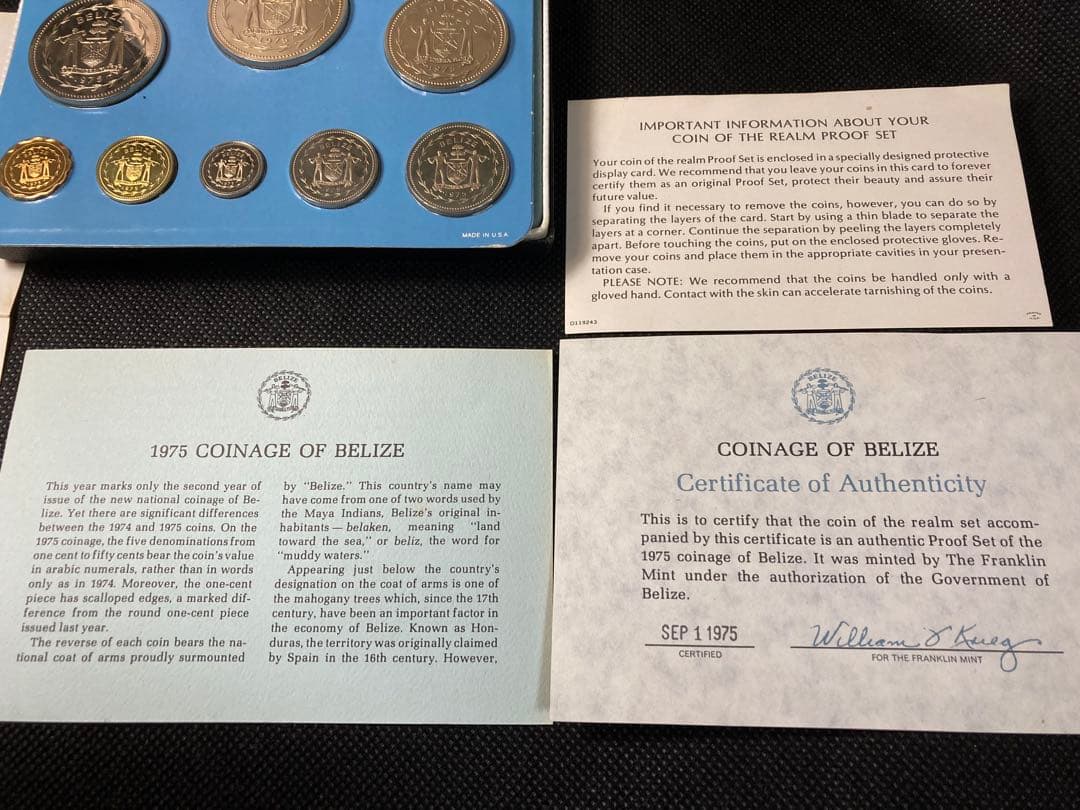 BELIZE
1975
BELIZE
BELIZE
BELIZE
BELIZE
BELIZE
1975
MADE IN U.S.A.
IMPORTANT INFORMATION ABOUT YOUR
COIN OF THE REALM PROOF SET
Your coin of the realm Proof Set is enclosed in a specially designed protective
display card. We recommend that you leave your coins in this card to forever
certify them as an original Proof Set, protect their beauty and assure their
future value.
If you find it necessary to remove the coins, however, you can do so by
separating the layers of the card. Start by using a thin blade to separate the
layers at a corner. Continue the separation by peeling the layers completely
apart. Before touching the coins, put on the enclosed protective gloves. Re-
move your coins and place them in the appropriate cavities in your presen-
tation case.
PLEASE NOTE: We recommend that the coins be handled only with a
gloved hand. Contact with the skin can accelerate tarnishing of the coins.
D119243
BELIZE
1975 COINAGE OF BELIZE
This year marks only the second year of
issue of the new national coinage of Be-
lize. Yet there are significant differences
between the 1974 and 1975 coins. On the
1975 coinage, the five denominations from
one cent to fifty cents bear the coin's value
in arabic numerals, rather than in words
only as in 1974. Moreover, the one-cent
piece has scalloped edges, a marked dif-
ference from the round one-cent piece
issued last year.
The reverse of each coin bears the na-
tional coat of arms proudly surmounted
by "Belize." This country's name may
have come from one of two words used by
the Maya Indians, Belize's original in-
habitants — belaken, meaning "land
toward the sea," or beliz, the word for
"muddy waters."
Appearing just below the country's
designation on the coat of arms is one of
the mahogany trees which, since the 17th
century, have been an important factor in
the economy of Belize. Known as Hon-
duras, the territory was originally claimed
by Spain in the 16th century. However,
BELIZE
COINAGE OF BELIZE
Certificate of Authenticity
This is to certify that the coin of the realm set accom-
panied by this certificate is an authentic Proof Set of the
1975 coinage of Belize. It was minted by The Franklin
Mint under the authorization of the Government of
Belize.
SEP 1 1975
CERTIFIED
William
FOR THE FRANKLIN MINT